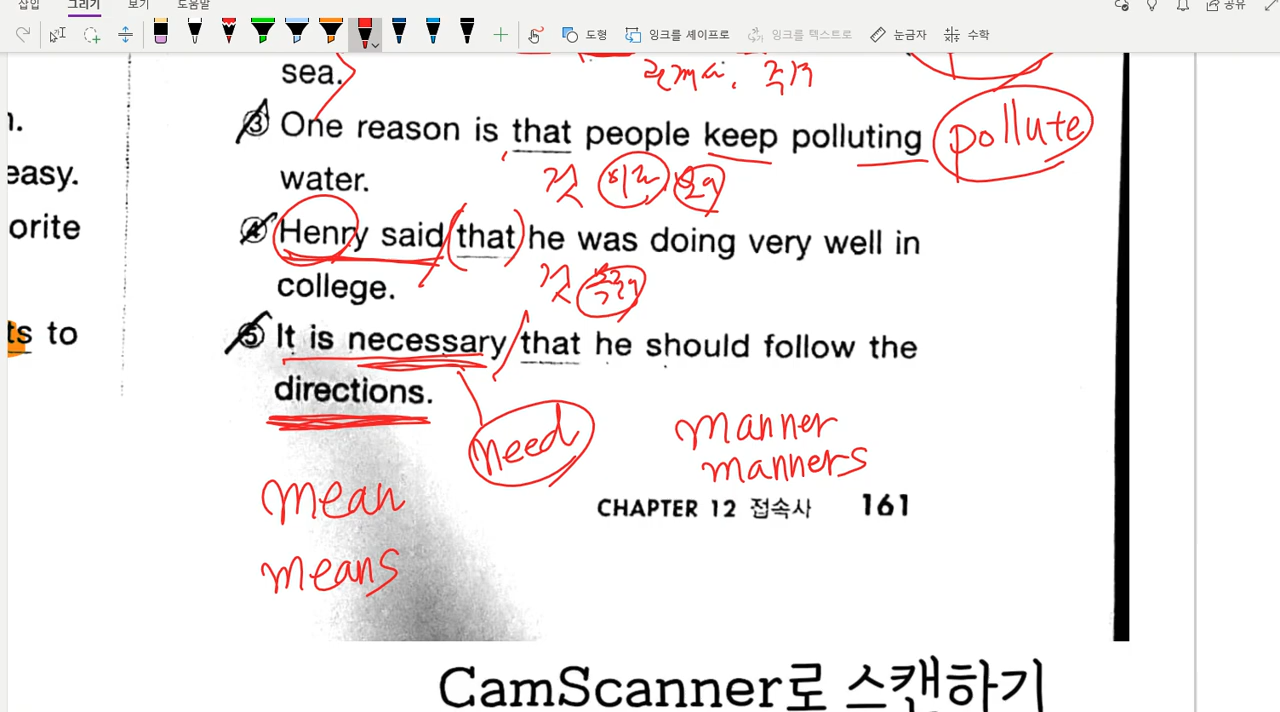 삽입 그리기 보기 도움말 공유
도형 잉크를 셰이프로 잉크를 텍스트로 눈금자 수학
sea.
n.
③ One reason is that people keep polluting pollute
easy.
water. 것
orite
④ Henry said that he was doing very well in
college. 것
ts to
⑤ It is necessary that he should follow the
directions.
need manner
manners
mean
CHAPTER 12 접속사 161
means
CamScanner로 스캔하기